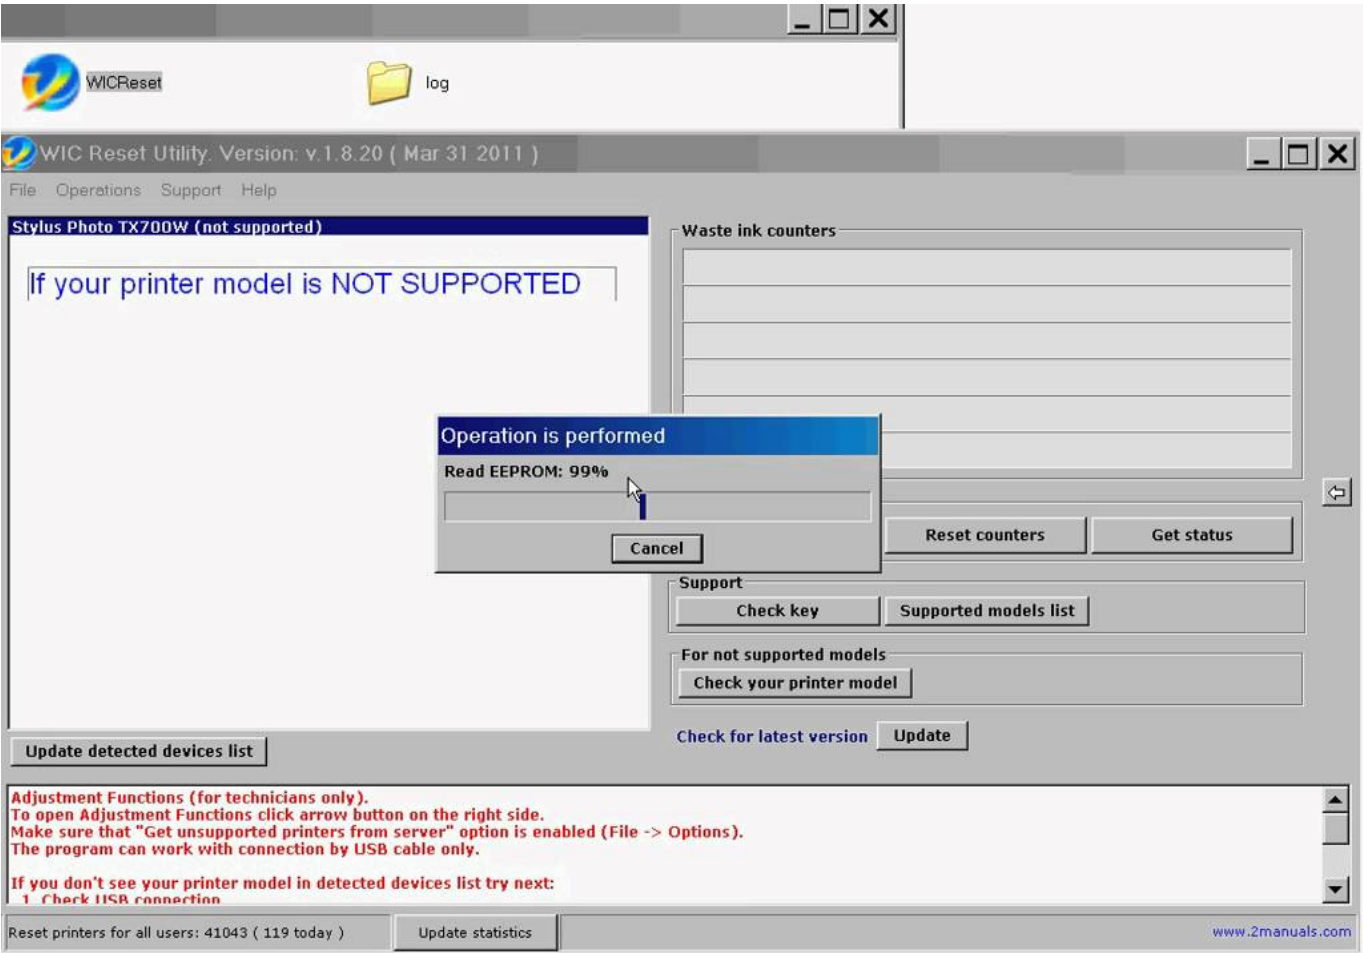 WICReset
log
WIC Reset Utility. Version: v.1.8.20 ( Mar 31 2011 )
File Operations Support Help
Stylus Photo TX700W (not supported)
If your printer model is NOT SUPPORTED
Waste ink counters
Operation is performed
Read EEPROM: 99%
Cancel
Reset counters
Get status
Support
Check key
Supported models list
For not supported models
Check your printer model
Check for latest version
Update
Update detected devices list
Adjustment Functions (for technicians only).
To open Adjustment Functions click arrow button on the right side.
Make sure that "Get unsupported printers from server" option is enabled (File -> Options).
The program can work with connection by USB cable only.
If you don't see your printer model in detected devices list try next:
1. Check USB connection
Reset printers for all users: 41043 ( 119 today )
Update statistics
www.2manuals.com